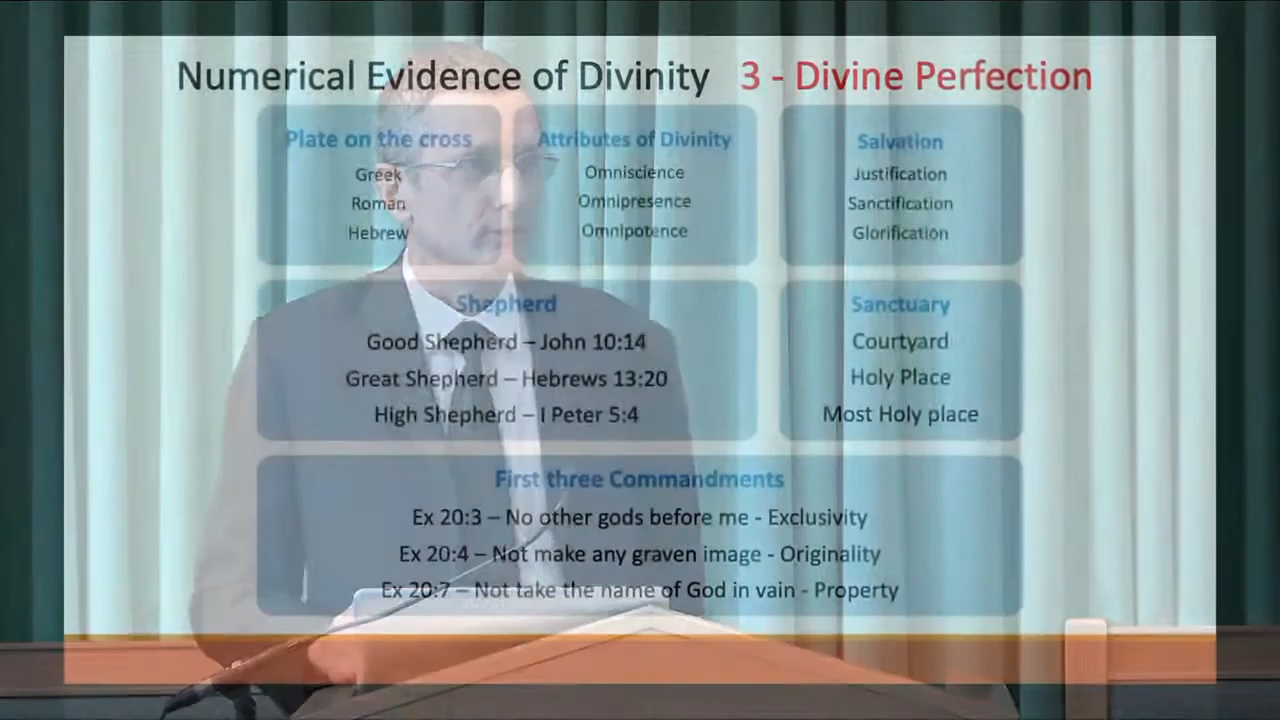 Numerical Evidence of Divinity 3 - Divine Perfection
Plate on the cross
Greek
Roman
Hebrew
Attributes of Divinity
Omniscience
Omnipresence
Omnipotence
Salvation
Justification
Sanctification
Glorification
Shepherd
Good Shepherd – John 10:14
Great Shepherd – Hebrews 13:20
High Shepherd – I Peter 5:4
Sanctuary
Courtyard
Holy Place
Most Holy place
First three Commandments
Ex 20:3 – No other gods before me - Exclusivity
Ex 20:4 – Not make any graven image - Originality
Ex 20:7 – Not take the name of God in vain - Property